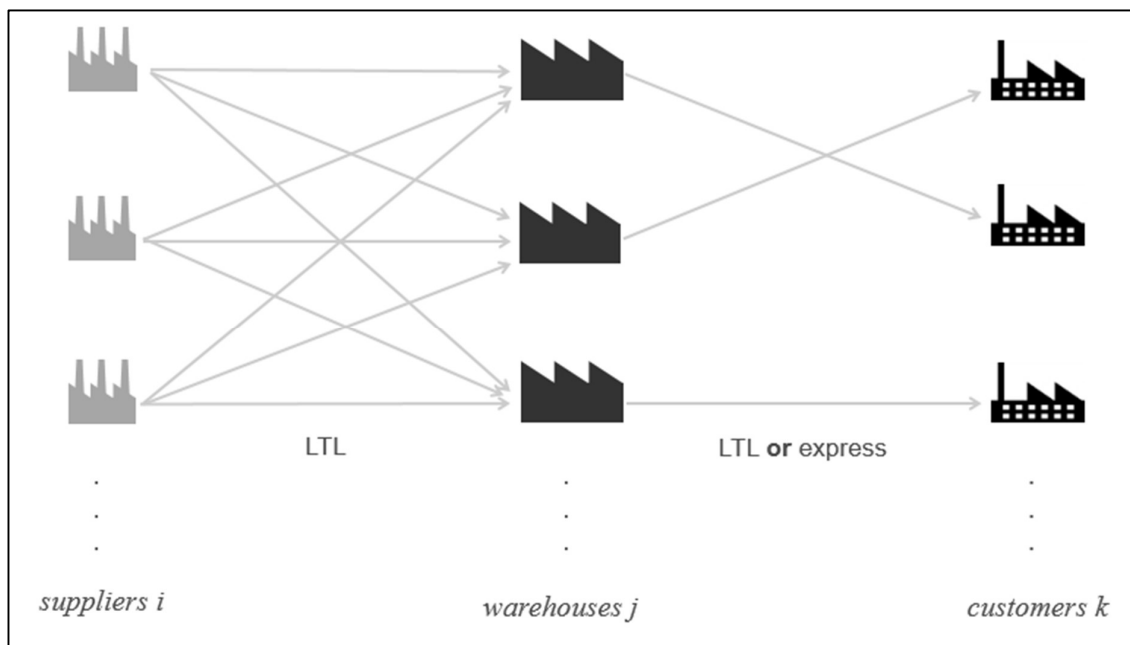 LTL
LTL or express
suppliers i
warehouses j
customers k